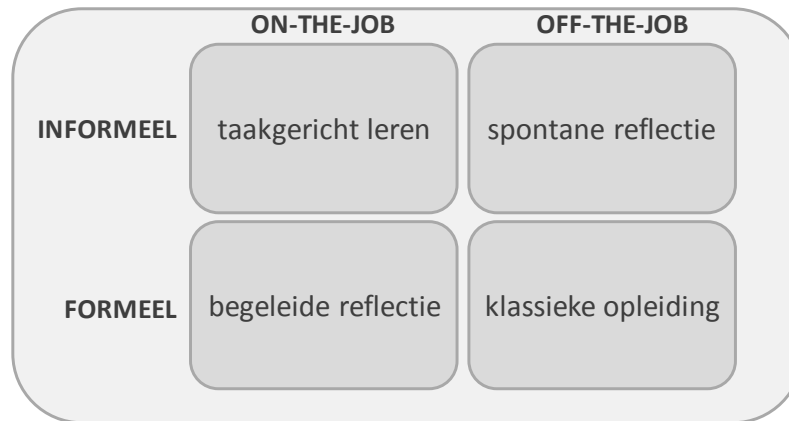 ON-THE-JOB OFF-THE-JOB
INFORMEEL taakgericht leren spontane reflectie
FORMEEL begeleide reflectie klassieke opleiding